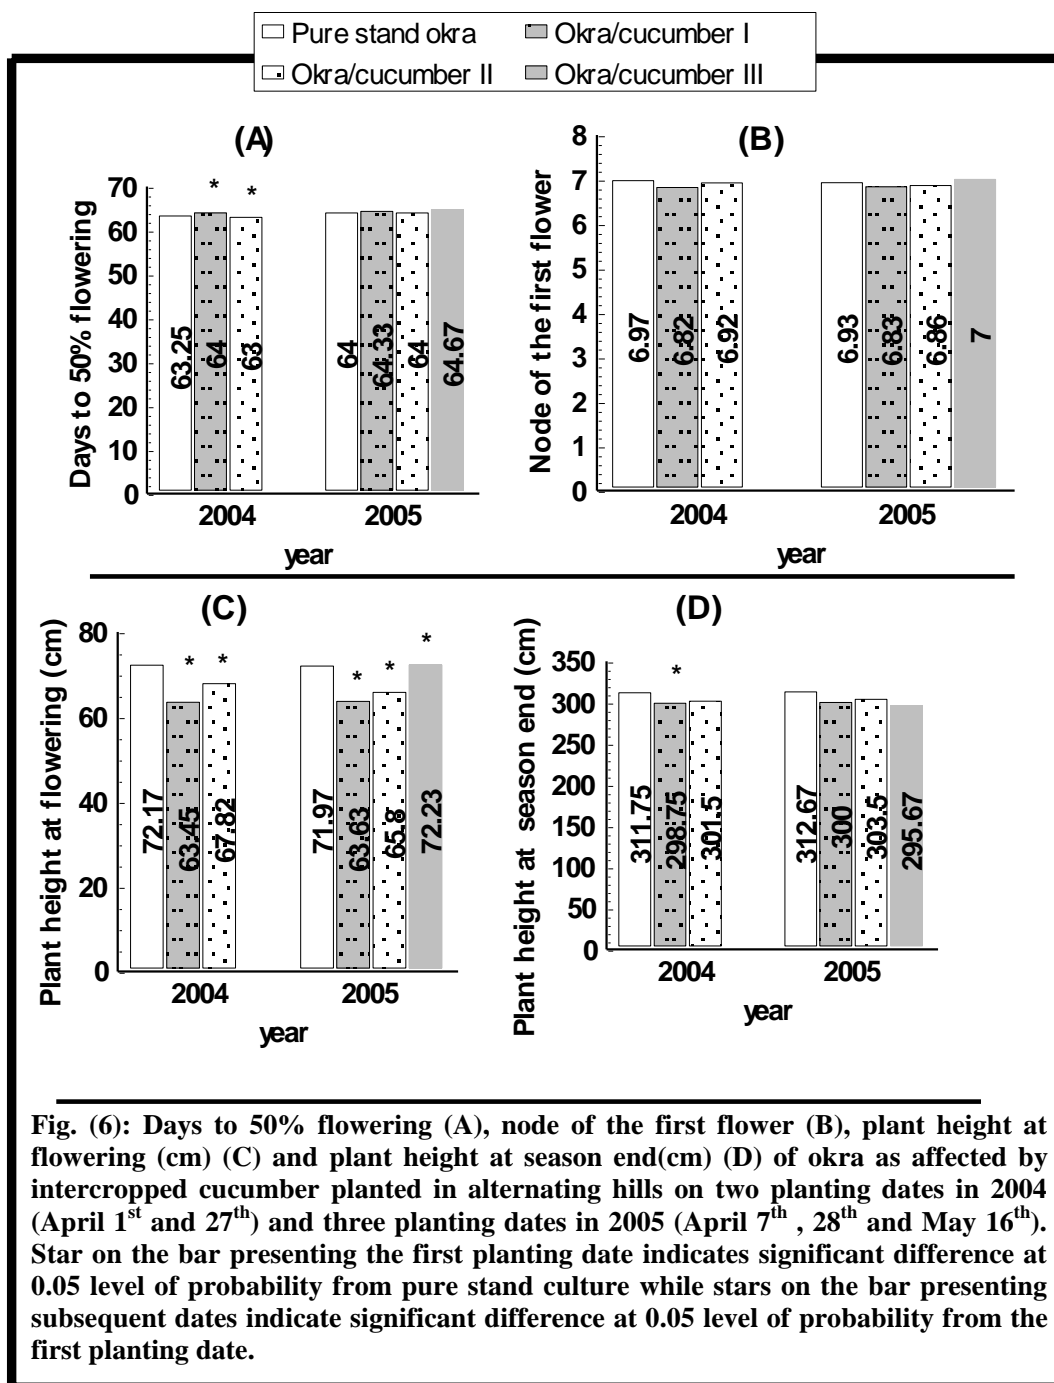 Pure stand okra Okra/cucumber I
Okra/cucumber II Okra/cucumber III
(A)
Days to 50% flowering
70
60
50
40
30
20
10
0
* *
63.25 64 63 64 64.33 64 64.67
2004 2005
year
(B)
Node of the first flower
8
7
6
5
4
3
2
1
0
6.97 6.82 6.92 6.93 6.83 6.86 7
2004 2005
year
(C)
Plant height at flowering (cm)
80
60
40
20
0
* * * * *
72.17 63.45 67.82 71.97 63.63 65.8 72.23
2004 2005
year
(D)
Plant height at season end (cm)
350
300
250
200
150
100
50
0
*
311.75 298.75 301.5 312.67 300 303.5 295.67
2004 2005
year
Fig. (6): Days to 50% flowering (A), node of the first flower (B), plant height at
flowering (cm) (C) and plant height at season end(cm) (D) of okra as affected by
intercropped cucumber planted in alternating hills on two planting dates in 2004
(April 1st and 27th) and three planting dates in 2005 (April 7th , 28th and May 16th).
Star on the bar presenting the first planting date indicates significant difference at
0.05 level of probability from pure stand culture while stars on the bar presenting
subsequent dates indicate significant difference at 0.05 level of probability from the
first planting date.